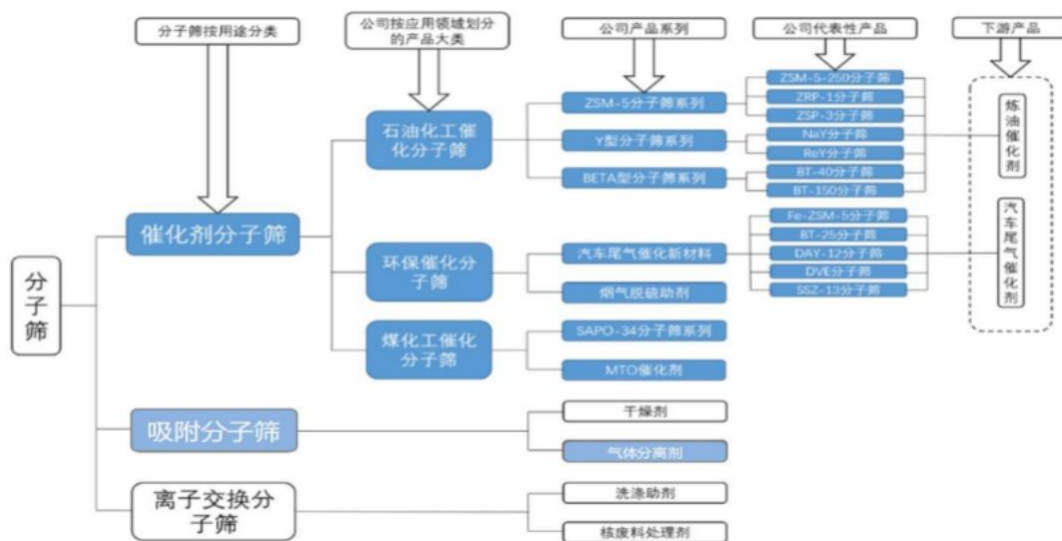 分子筛按用途分类
公司按应用领域划分
的产品大类
公司产品系列
公司代表性产品
下游产品
分子筛
催化剂分子筛
石油化工催
化分子筛
ZSM-5分子筛系列
ZSM-5-250分子筛
ZRP-1分子筛
ZSP-3分子筛
Y型分子筛系列
NaY分子筛
ReY分子筛
BETA型分子筛系列
BT-40分子筛
BT-150分子筛
炼油催化剂
环保催化分
子筛
汽车尾气催化新材料
Fe-ZSM-5分子筛
BT-25分子筛
DAY-12分子筛
DVE分子筛
SSZ-13分子筛
汽车尾气催化剂
烟气脱硫助剂
煤化工催化
分子筛
SAPO-34分子筛系列
MTO催化剂
吸附分子筛
干燥剂
气体分离剂
离子交换分
子筛
洗涤助剂
核废料处理剂